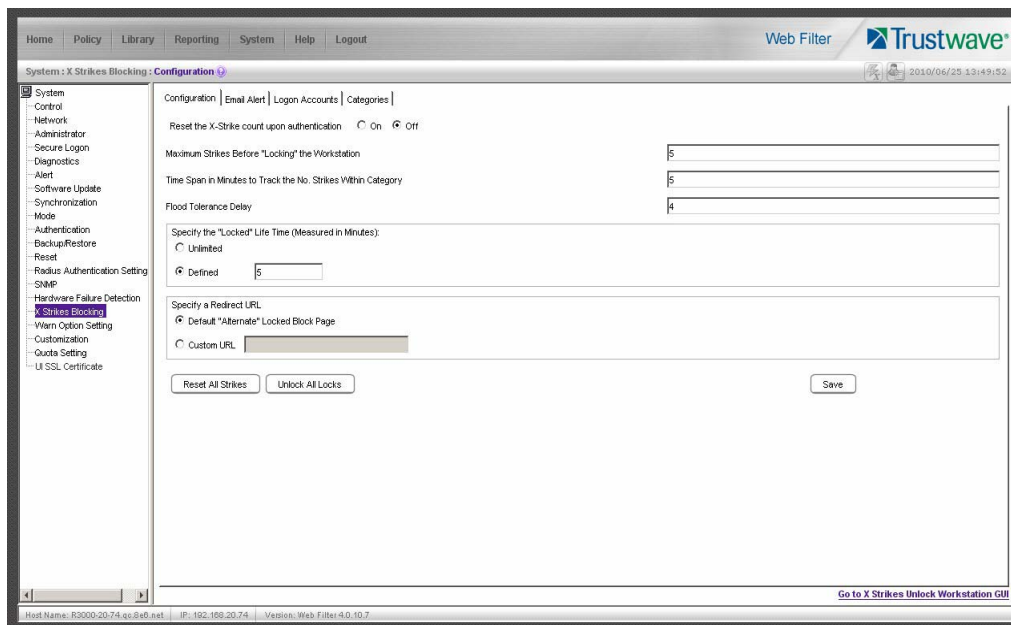 Home Policy Library Reporting System Help Logout
Web Filter Trustwave®
System : X Strikes Blocking : Configuration
2010/06/25 13:49:52
System
Control
Network
Administrator
Secure Logon
Diagnostics
Alert
Software Update
Synchronization
Mode
Authentication
Backup/Restore
Reset
Radius Authentication Setting
SNMP
Hardware Failure Detection
X Strikes Blocking
Warn Option Setting
Customization
Quota Setting
UI SSL Certificate
Configuration Email Alert Logon Accounts Categories
Reset the X-Strike count upon authentication On Off
Maximum Strikes Before "Locking" the Workstation 5
Time Span in Minutes to Track the No. Strikes Within Category 5
Flood Tolerance Delay 4
Specify the "Locked" Life Time (Measured in Minutes):
Unlimited
Defined 5
Specify a Redirect URL
Default "Alternate" Locked Block Page
Custom URL
Reset All Strikes Unlock All Locks Save
Go to X Strikes Unlock Workstation GUI
Host Name: R3000-20-74.qc.8e6.net IP: 192.168.20.74 Version: Web Filter 4.0.10.7